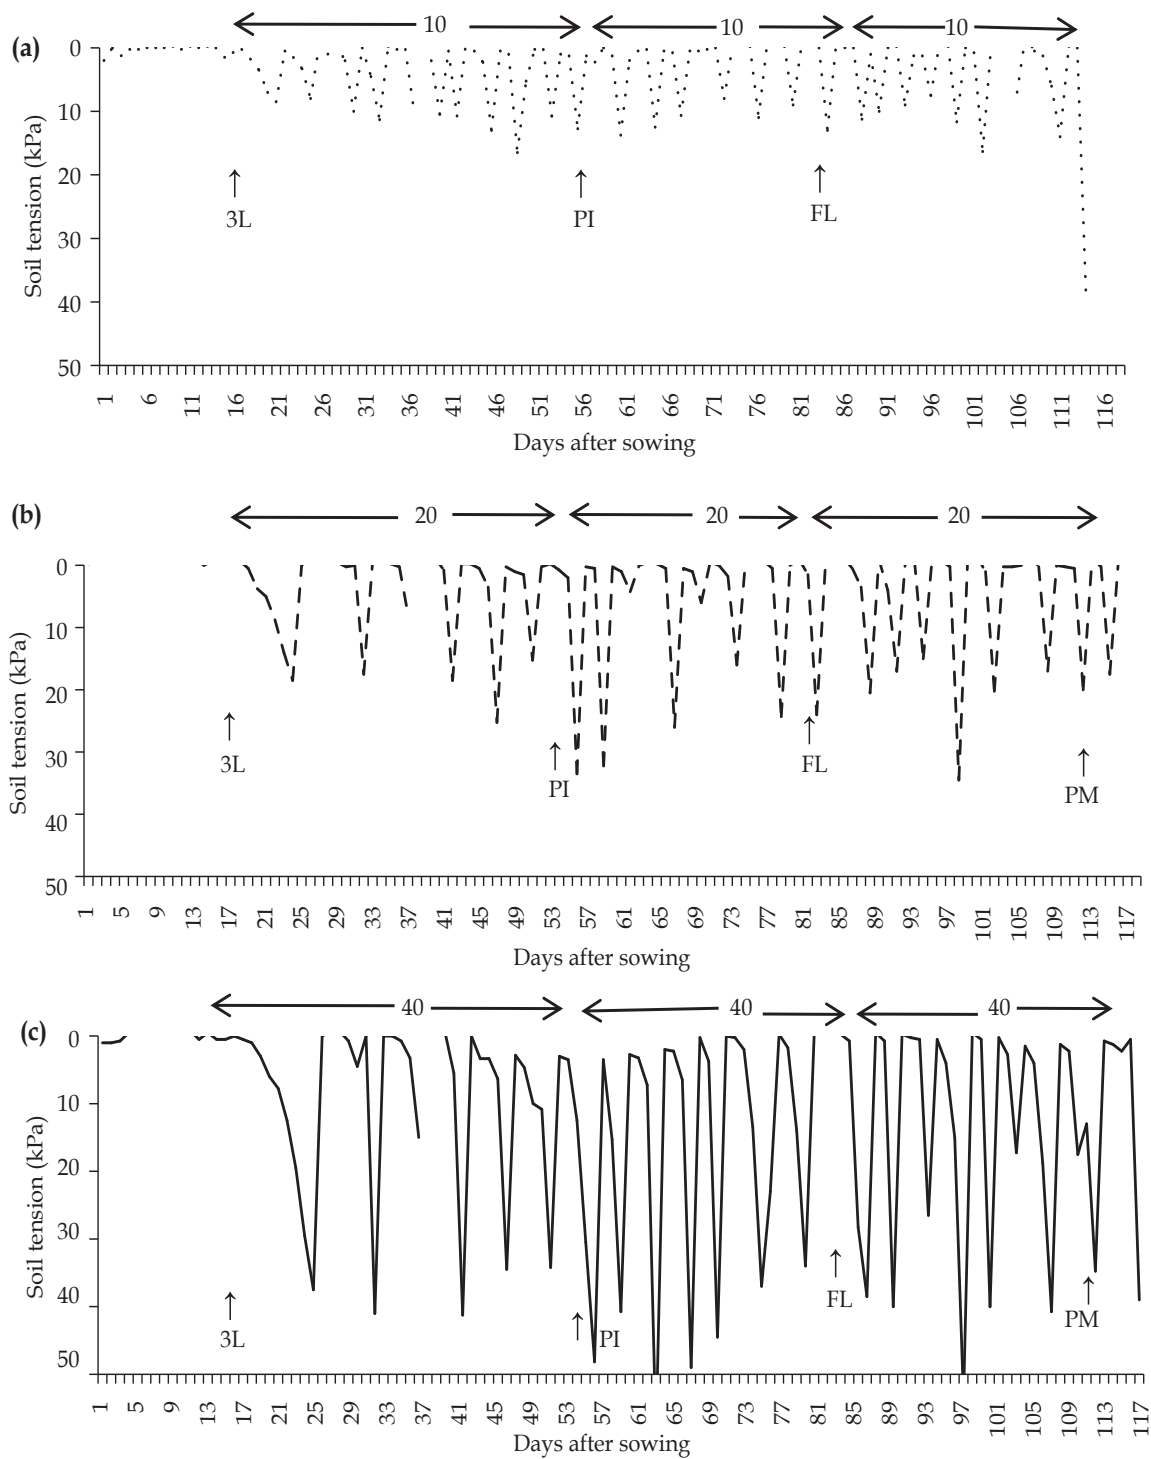 (a)
10 10 10
0
10
20
30
40
50
Soil tension (kPa)
3L PI FL
1 6 11 16 21 26 31 36 41 46 51 56 61 66 71 76 81 86 91 96 101 106 111 116
Days after sowing
(b)
20 20 20
0
10
20
30
40
50
Soil tension (kPa)
3L PI FL PM
1 5 9 13 17 21 25 29 33 37 41 45 49 53 57 61 65 69 73 77 81 85 89 93 97 101 105 109 113 117
Days after sowing
(c)
40 40 40
0
10
20
30
40
50
Soil tension (kPa)
3L PI FL PM
1 5 9 13 17 21 25 29 33 37 41 45 49 53 57 61 65 69 73 77 81 85 89 93 97 101 105 109 113 117
Days after sowing